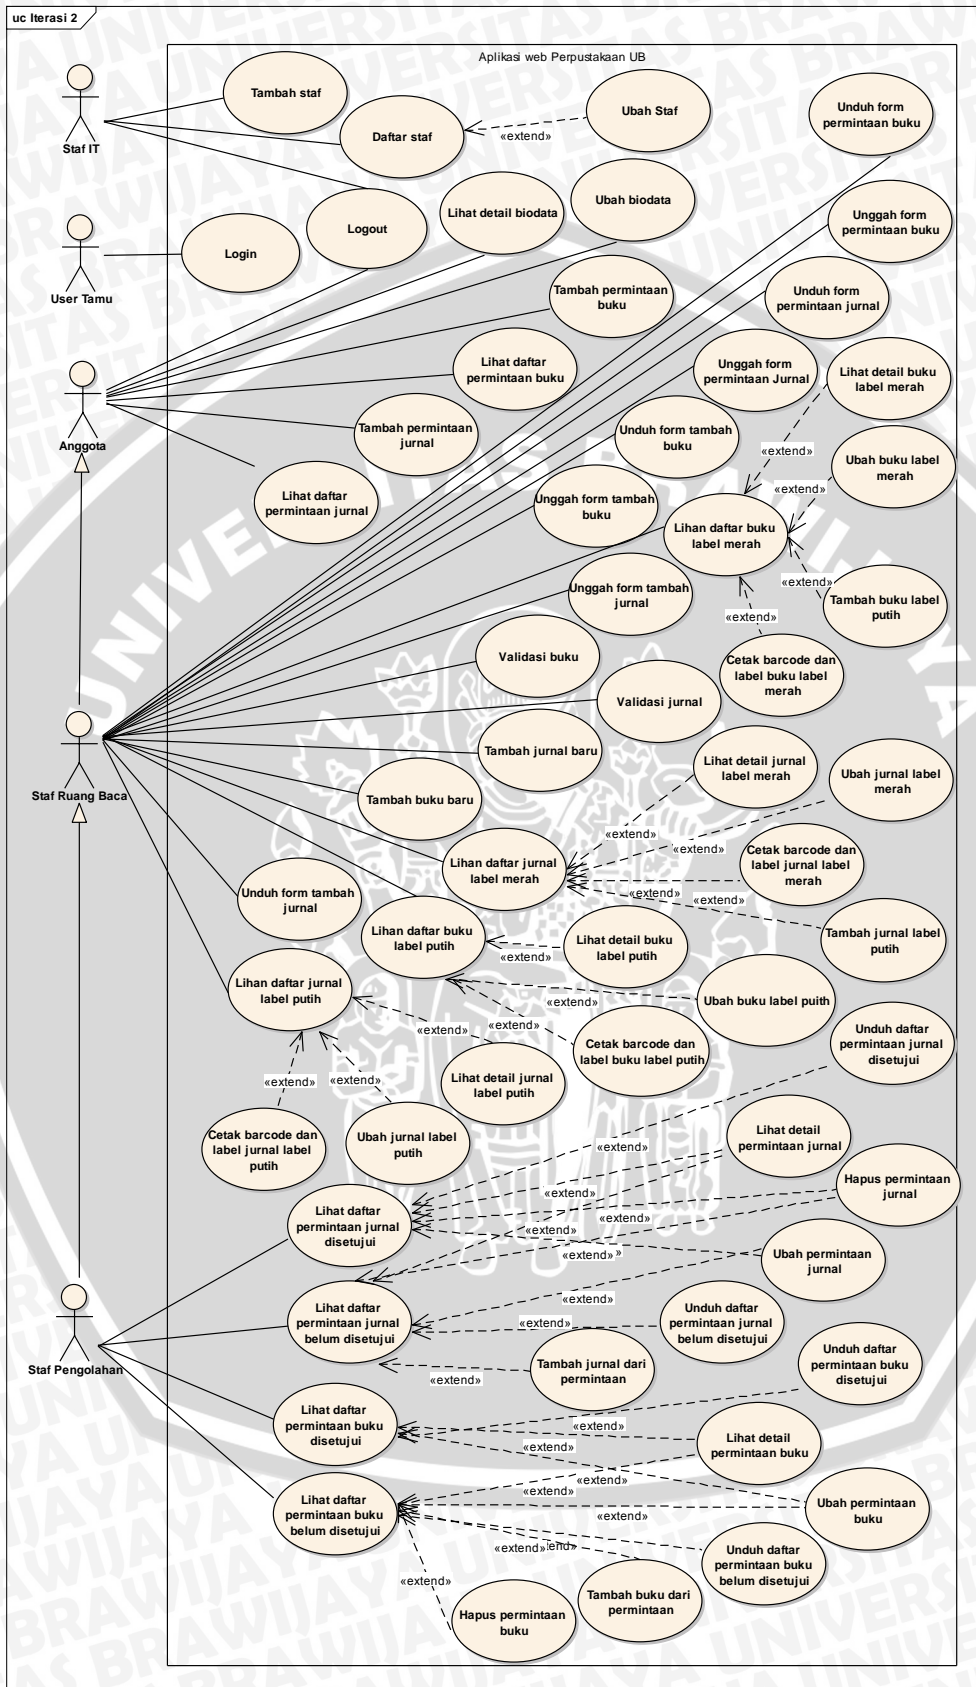 uc Iterasi 2
Aplikasi web Perpustakaan UB
Staf IT
Tambah staf
Daftar staf
«extend»
Ubah Staf
Unduh form
permintaan buku
User Tamu
Login
Logout
Lihat detail biodata
Ubah biodata
Unggah form
permintaan buku
Tambah permintaan
buku
Unduh form
permintaan jurnal
Anggota
Lihat daftar
permintaan buku
Unggah form
permintaan Jurnal
Lihat detail buku
label merah
Tambah permintaan
jurnal
Unduh form tambah
buku
«extend»
Ubah buku label
merah
Lihat daftar
permintaan jurnal
Unggah form tambah
buku
«extend»
Lihan daftar buku
label merah
«extend»
Tambah buku label
putih
Unggah form tambah
jurnal
«extend»
Cetak barcode dan
label buku label
merah
Validasi buku
Validasi jurnal
Staf Ruang Baca
Tambah jurnal baru
Lihat detail jurnal
label merah
Ubah jurnal label
merah
Tambah buku baru
«extend»
«extend»
Lihan daftar jurnal
label merah
Cetak barcode dan
label jurnal label
merah
«extend»
Unduh form tambah
jurnal
Tambah jurnal label
putih
Lihan daftar buku
label putih
«extend»
Lihat detail buku
label putih
Lihan daftar jurnal
label putih
«extend»
Ubah buku label puith
«extend»
«extend»
Cetak barcode dan
label buku label putih
Unduh daftar
permintaan jurnal
disetujui
«extend»
«extend»
Lihat detail jurnal
label putih
Cetak barcode dan
label jurnal label
putih
Ubah jurnal label
putih
«extend»
Lihat detail
permintaan jurnal
Hapus permintaan
jurnal
Lihat daftar
permintaan jurnal
disetujui
«extend»
«extend»
«extend»
«extend»
Ubah permintaan
jurnal
Staf Pengolahan
Lihat daftar
permintaan jurnal
belum disetujui
«extend»
«extend»
Unduh daftar
permintaan jurnal
belum disetujui
«extend»
Tambah jurnal dari
permintaan
Unduh daftar
permintaan buku
disetujui
Lihat daftar
permintaan buku
disetujui
«extend»
«extend»
Lihat detail
permintaan buku
Lihat daftar
permintaan buku
belum disetujui
«extend»
«extend»
Ubah permintaan
buku
«extend»
Unduh daftar
permintaan buku
belum disetujui
«extend»
Hapus permintaan
buku
Tambah buku dari
permintaan